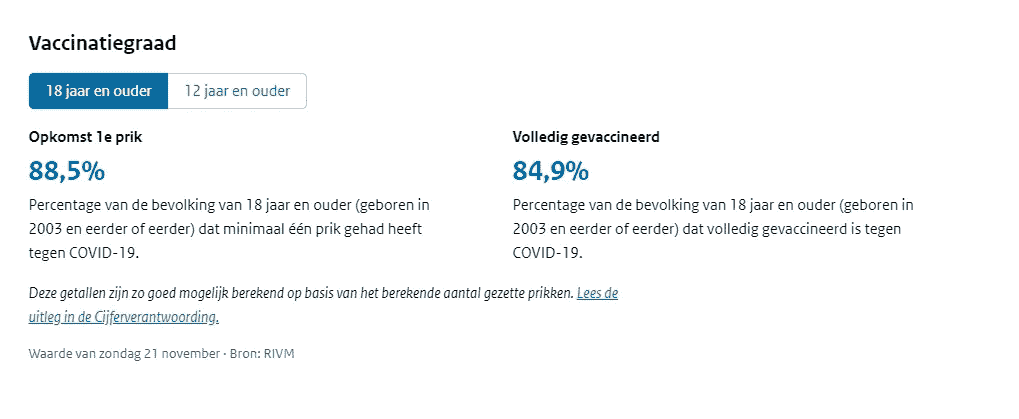 Vaccinatiegraad
18 jaar en ouder
12 jaar en ouder
Opkomst 1e prik
88,5%
Percentage van de bevolking van 18 jaar en ouder (geboren in
2003 en eerder of eerder) dat minimaal één prik gehad heeft
tegen COVID-19.
Volledig gevaccineerd
84,9%
Percentage van de bevolking van 18 jaar en ouder (geboren in
2003 en eerder of eerder) dat volledig gevaccineerd is tegen
COVID-19.
Deze getallen zijn zo goed mogelijk berekend op basis van het berekende aantal gezette prikken. Lees de
uitleg in de Cijferverantwoording.
Waarde van zondag 21 november · Bron: RIVM